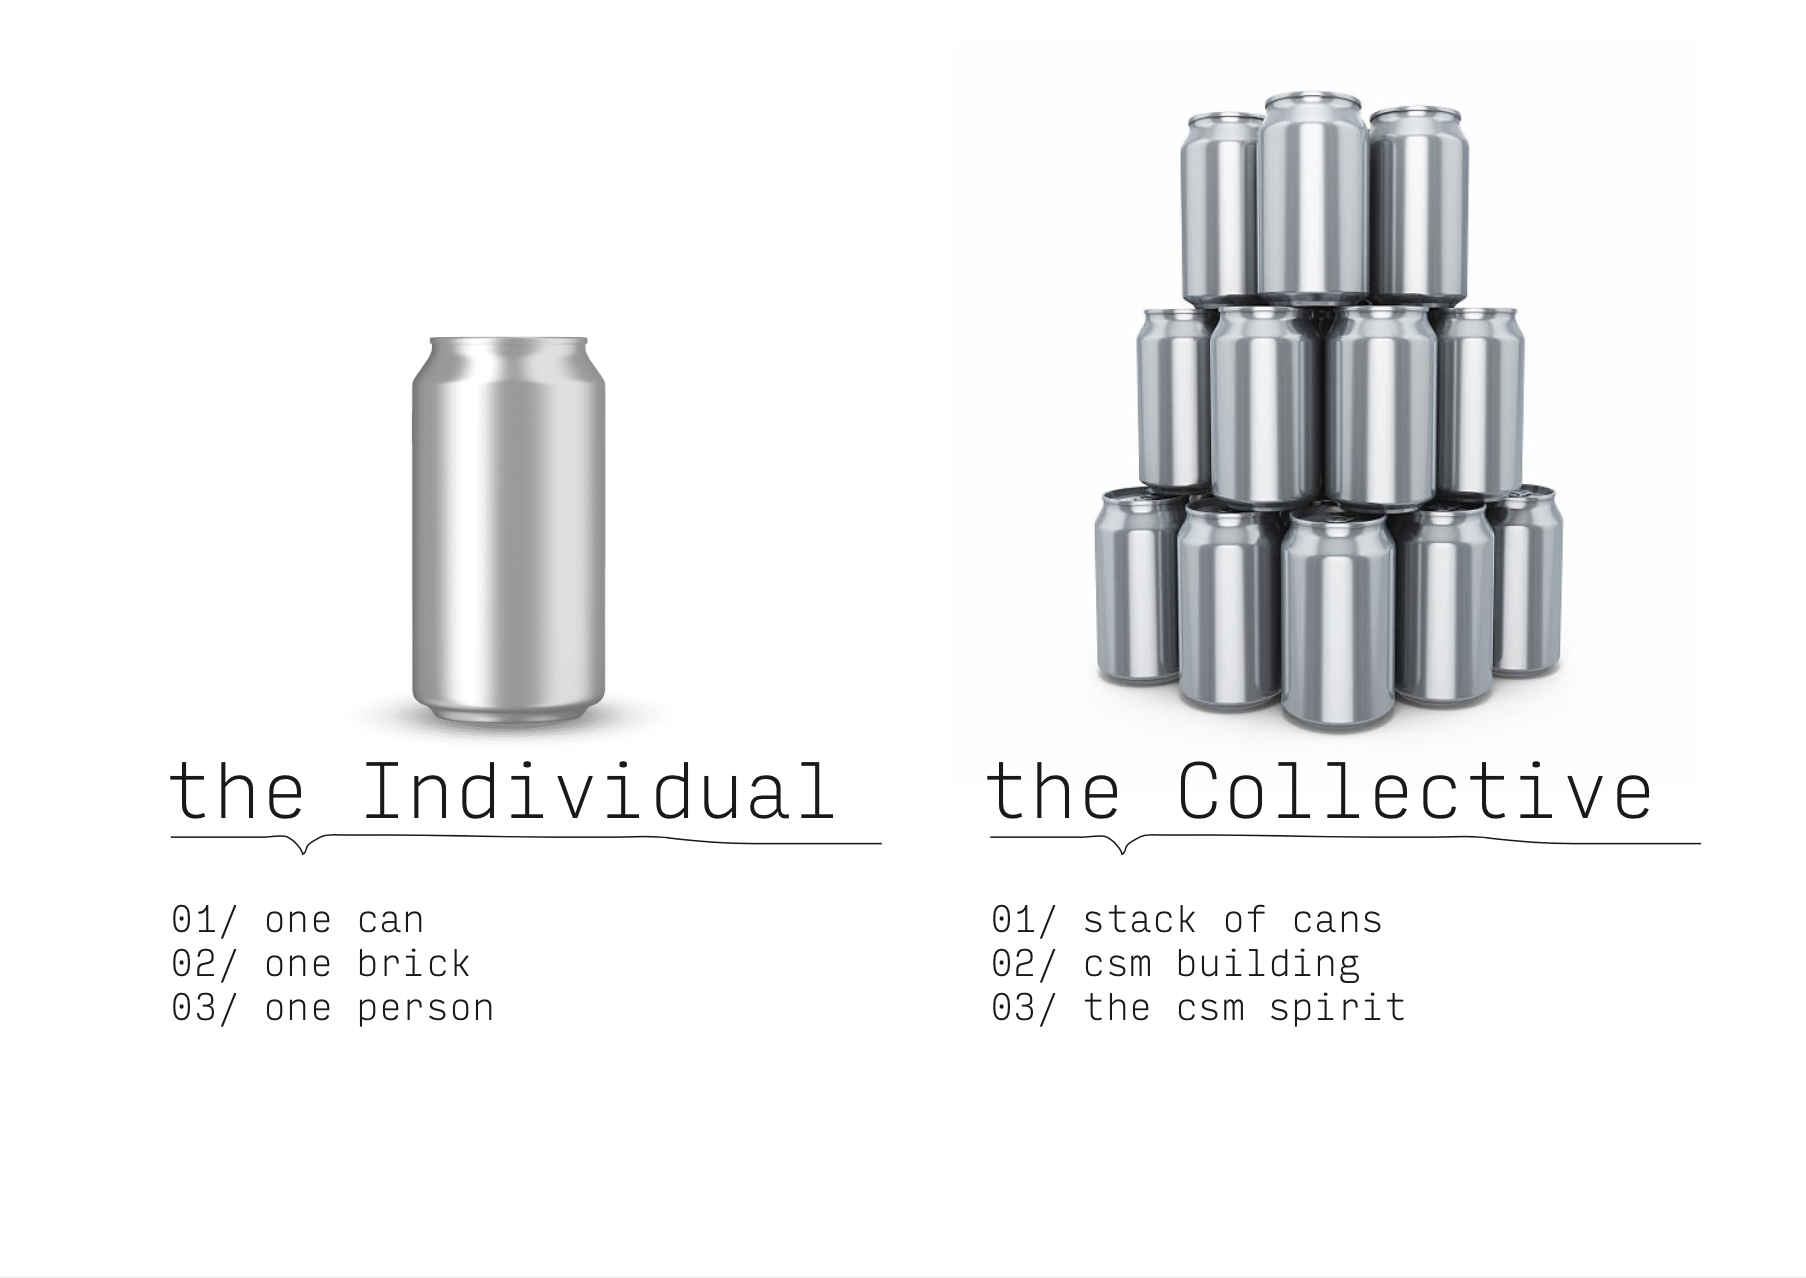 the Individual
01/ one can
02/ one brick
03/ one person
the Collective
01/ stack of cans
02/ csm building
03/ the csm spirit